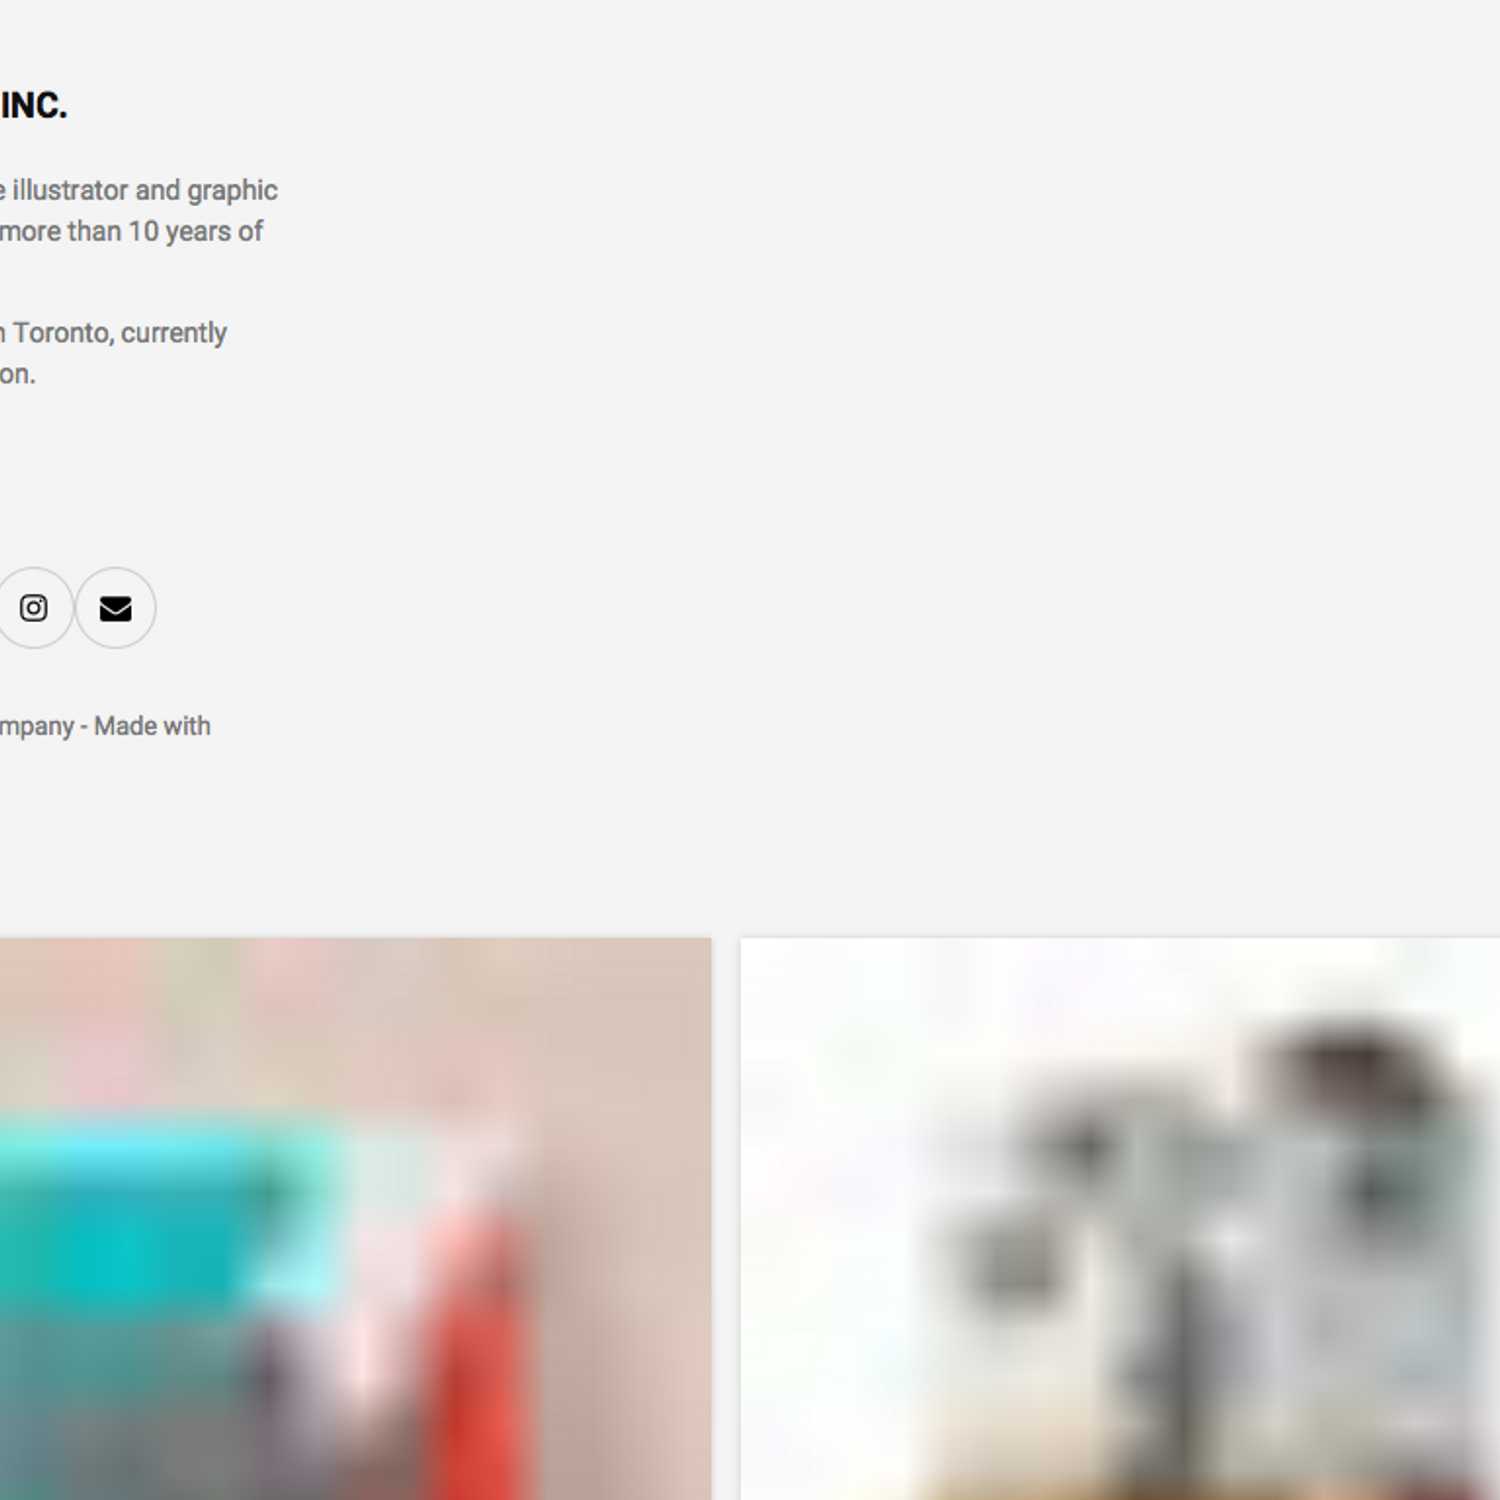 INC.
illustrator and graphic
more than 10 years of
Toronto, currently
on.
mpany - Made with